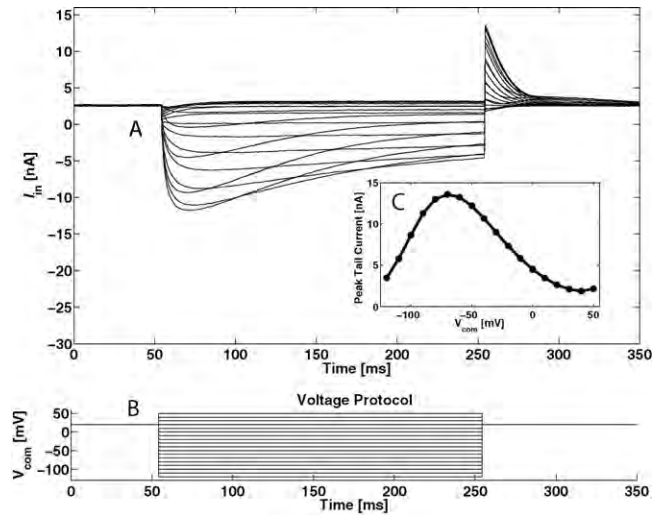 15
10
5
0
-5
-10
-15
-20
-25
-30
I_in [nA]
A
0 50 100 150 200 250 300 350
Time [ms]
C
15
10
5
0
Peak Tail Current [nA]
-100 -50 0 50
V_com [mV]
B
Voltage Protocol
50
0
-50
-100
V_com [mV]
0 50 100 150 200 250 300 350
Time [ms]